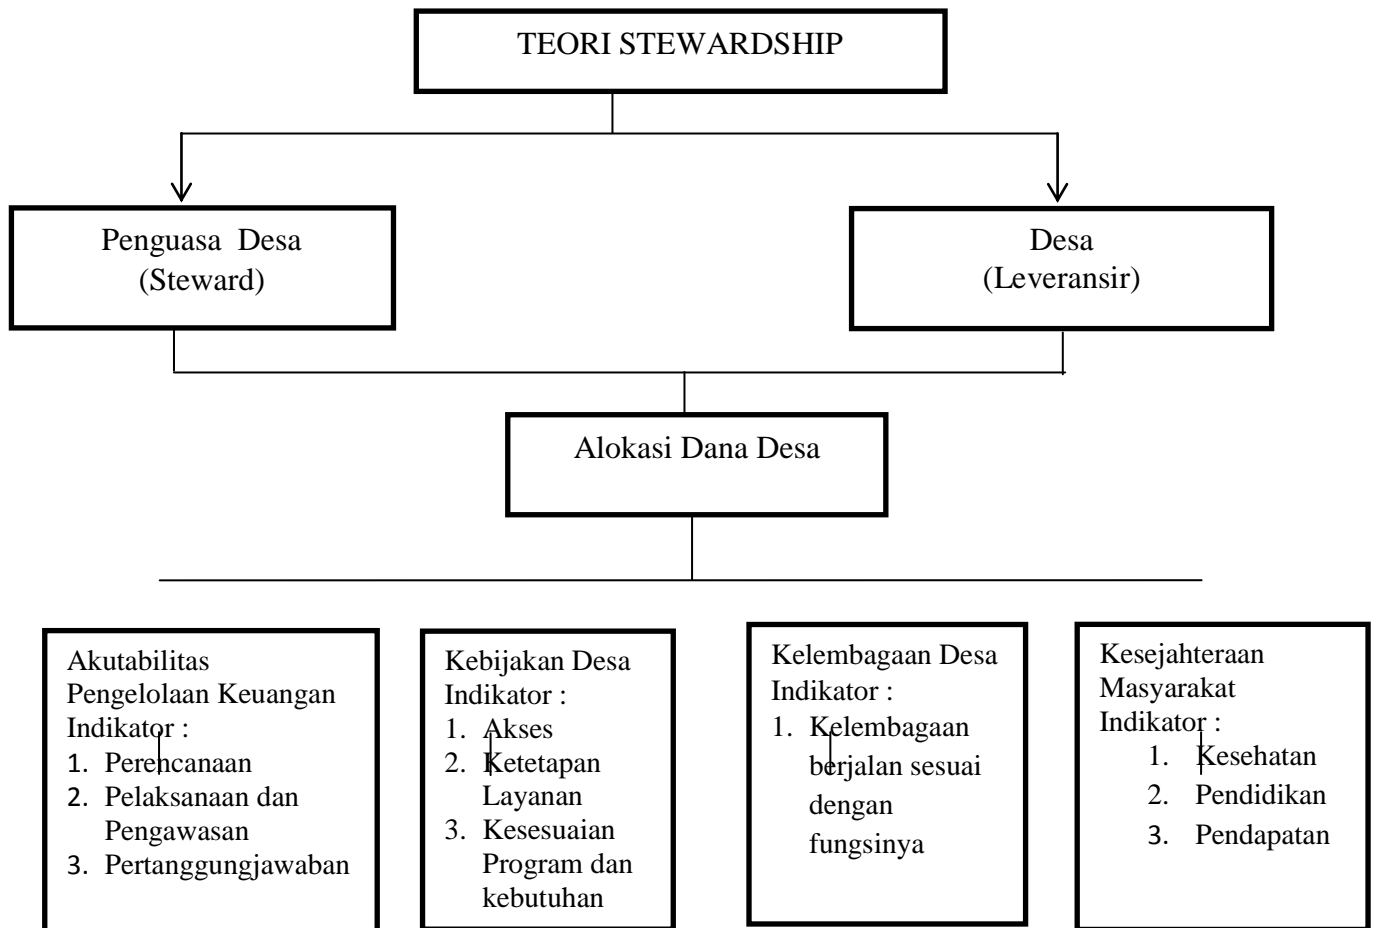 TEORI STEWARDSHIP
Penguasa Desa
(Steward)
Desa
(Leveransir)
Alokasi Dana Desa
Akutabilitas
Pengelolaan Keuangan
Indikator :
1. Perencanaan
2. Pelaksanaan dan
Pengawasan
3. Pertanggungjawaban
Kebijakan Desa
Indikator :
1. Akses
2. Ketetapan
Layanan
3. Kesesuaian
Program dan
kebutuhan
Kelembagaan Desa
Indikator :
1. Kelembagaan
berjalan sesuai
dengan
fungsinya
Kesejahteraan
Masyarakat
Indikator :
1. Kesehatan
2. Pendidikan
3. Pendapatan